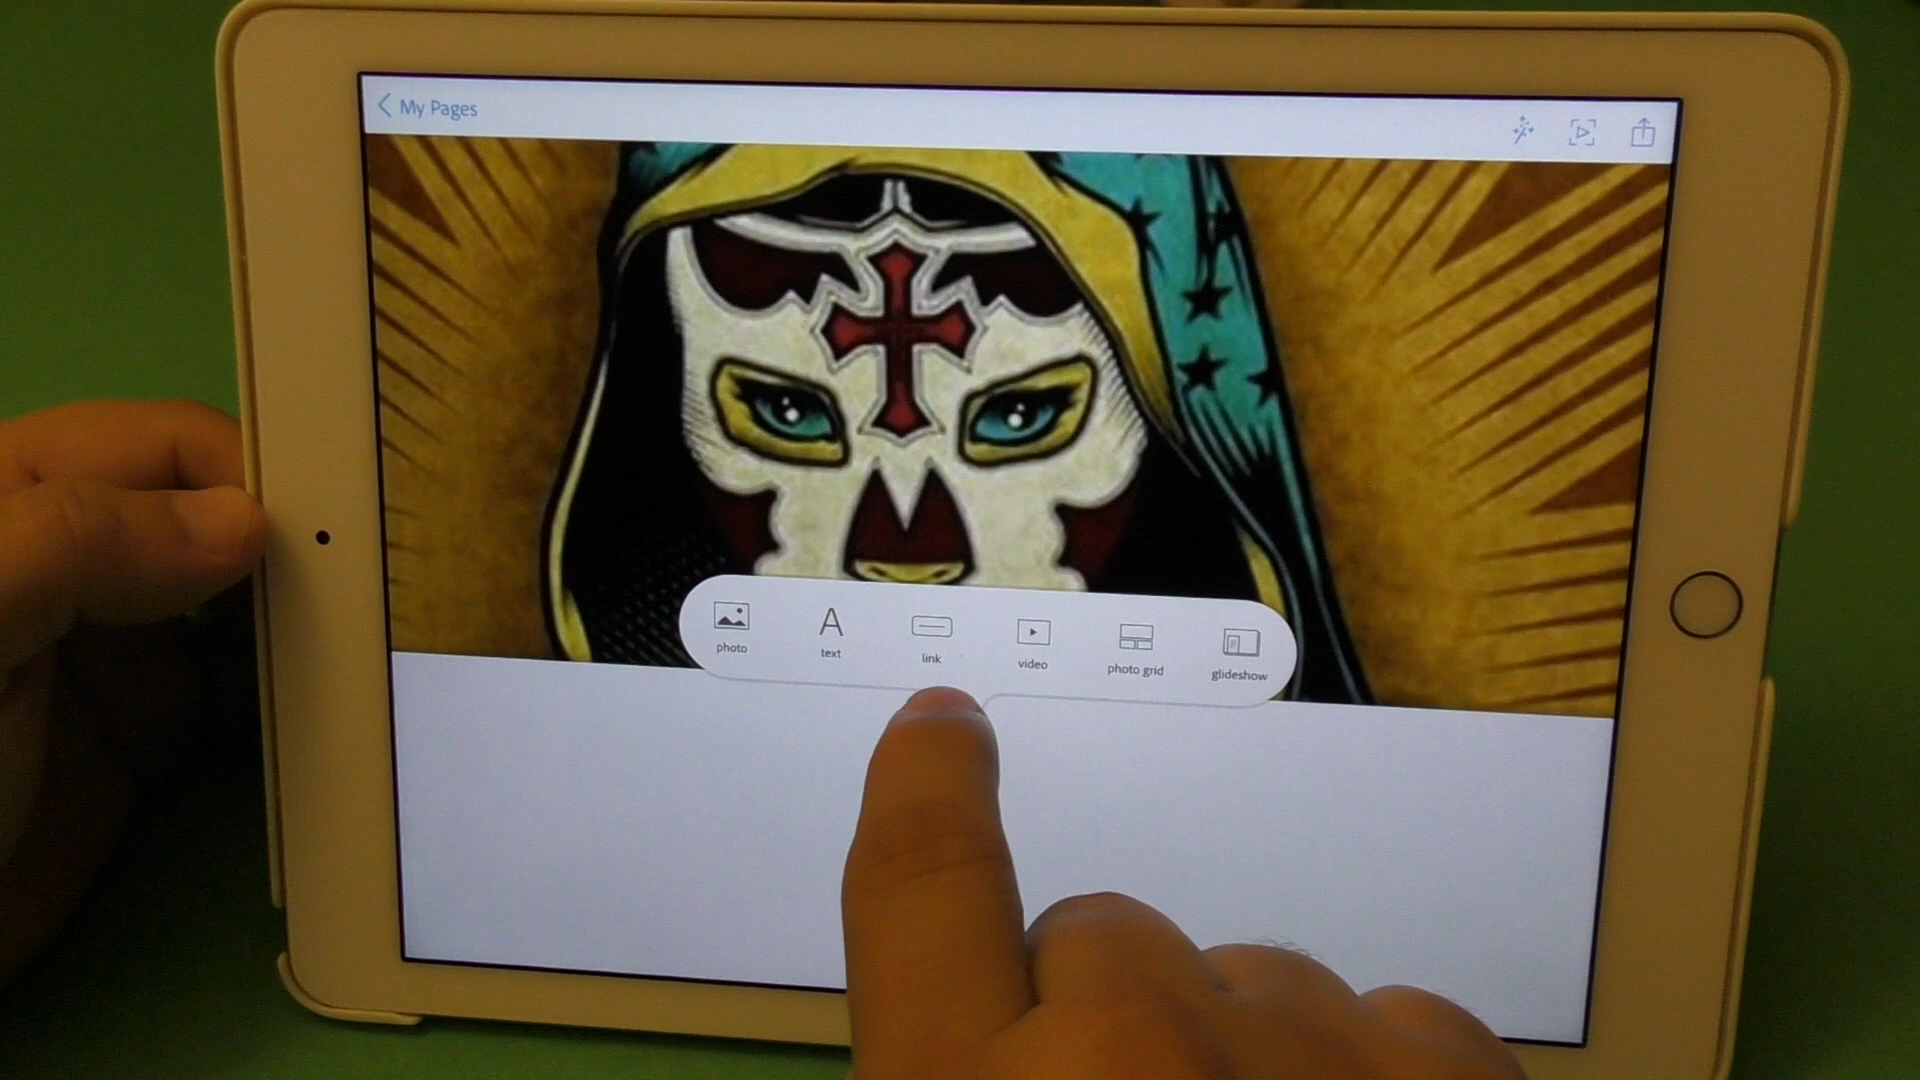 My Pages
photo
text
link
video
photo grid
glideshow